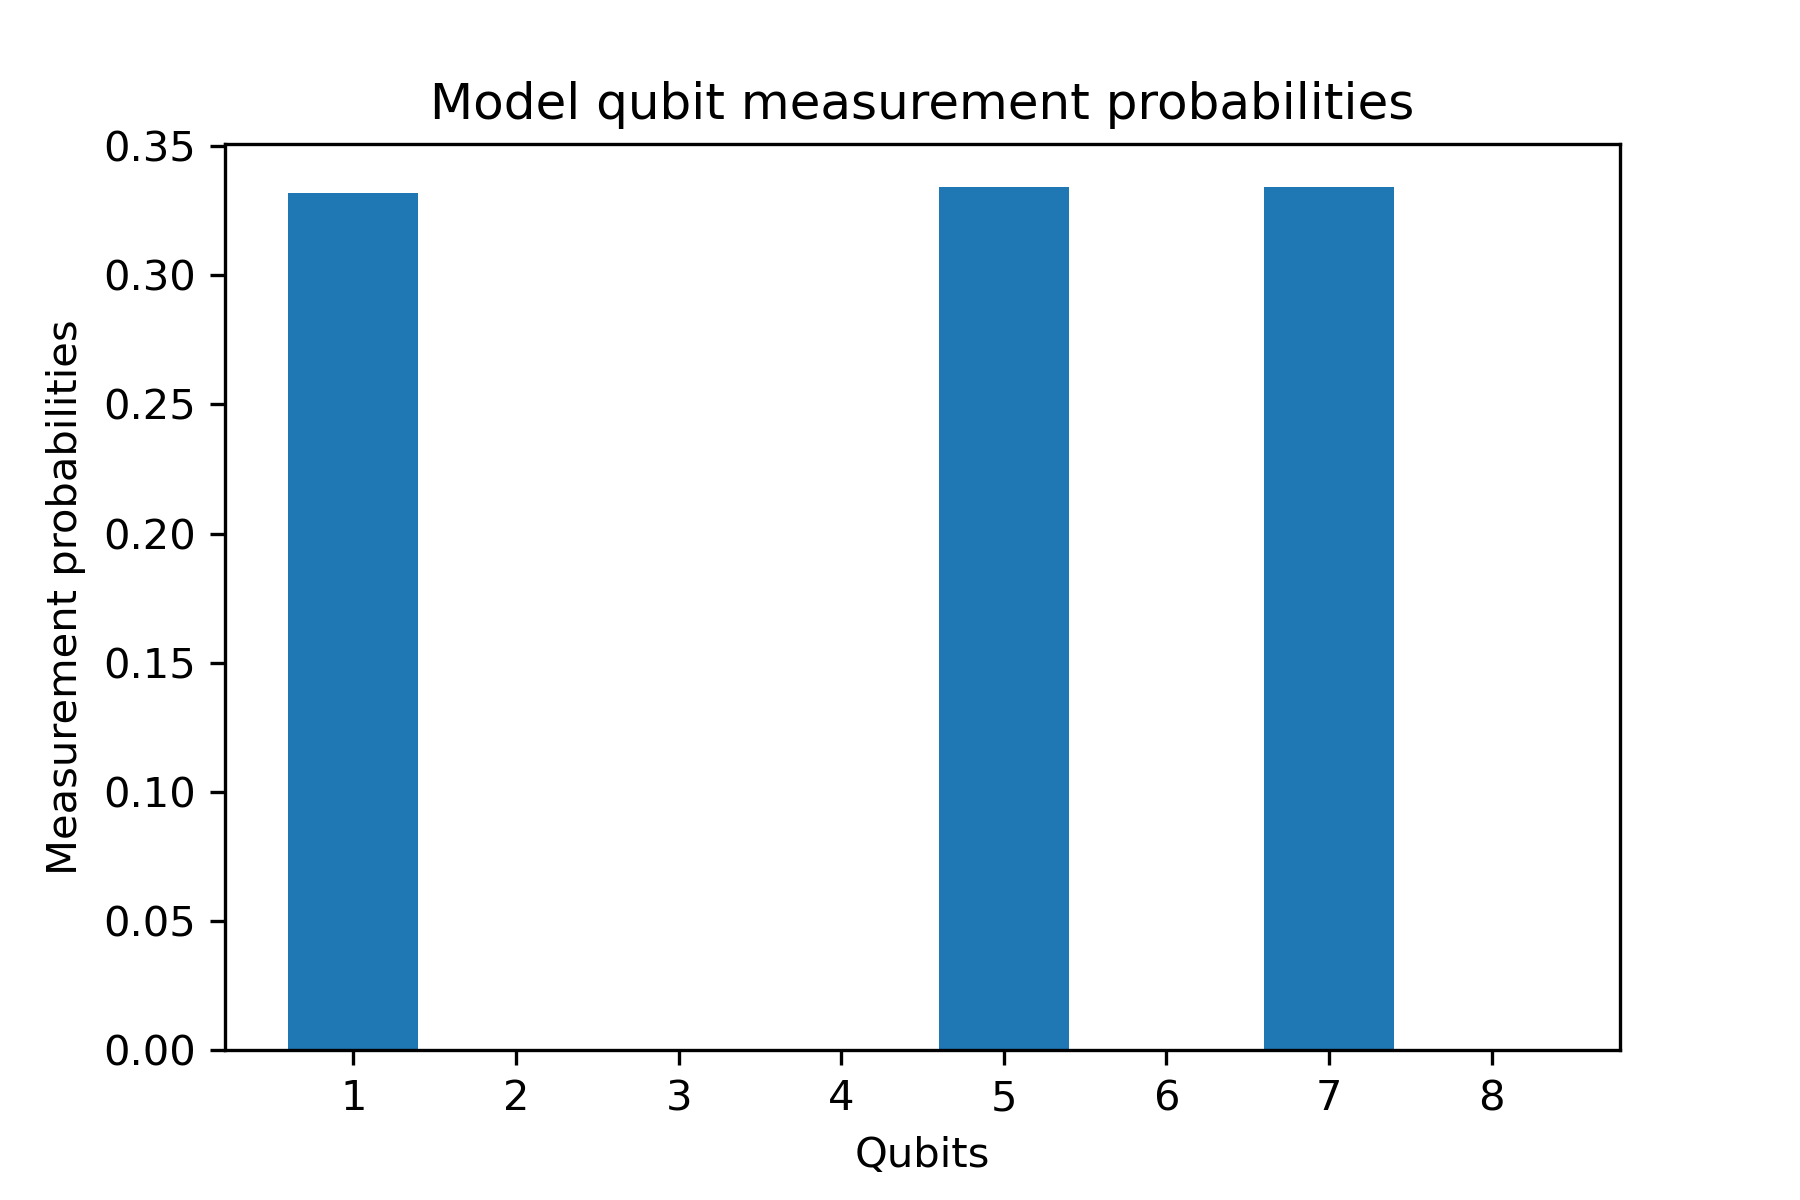 Model qubit measurement probabilities
0.35
0.30
0.25
0.20
0.15
0.10
0.05
0.00
Measurement probabilities
1 2 3 4 5 6 7 8
Qubits